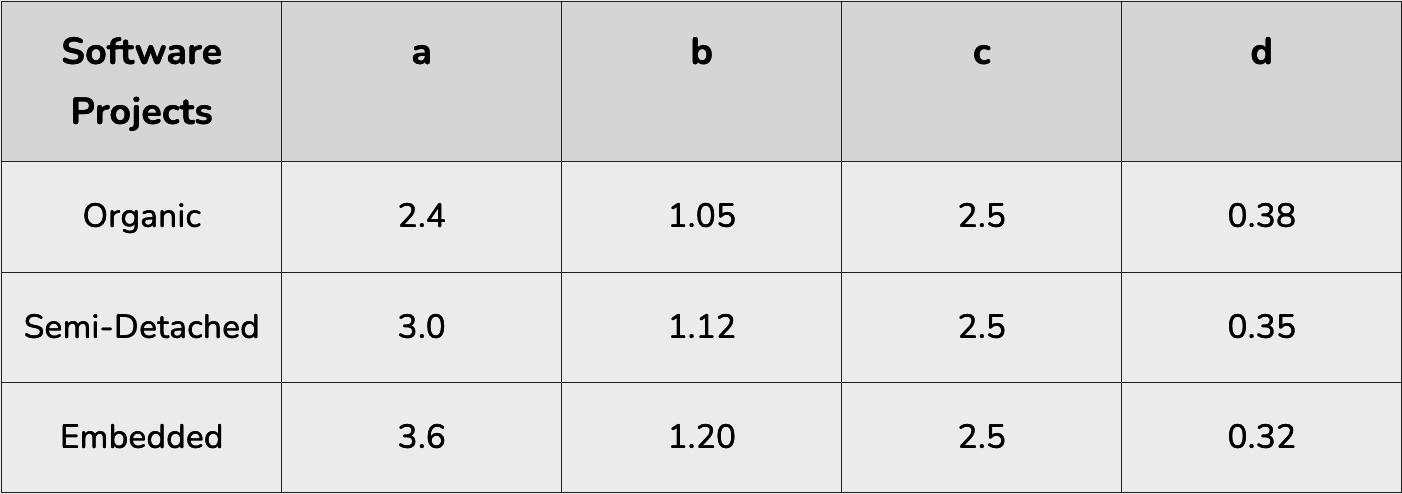 Software a b c d
Projects
Organic 2.4 1.05 2.5 0.38
Semi-Detached 3.0 1.12 2.5 0.35
Embedded 3.6 1.20 2.5 0.32